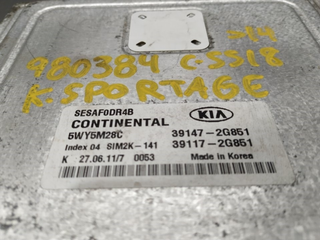 >14
980384 C-5518
K.SPORTAGE
SESAF0DR4B
CONTINENTAL KIA
5WY5M28C 39147-2G851
Index 04 SIM2K-141 39117-2G851
K 27.06.11/7 0053 Made in Korea